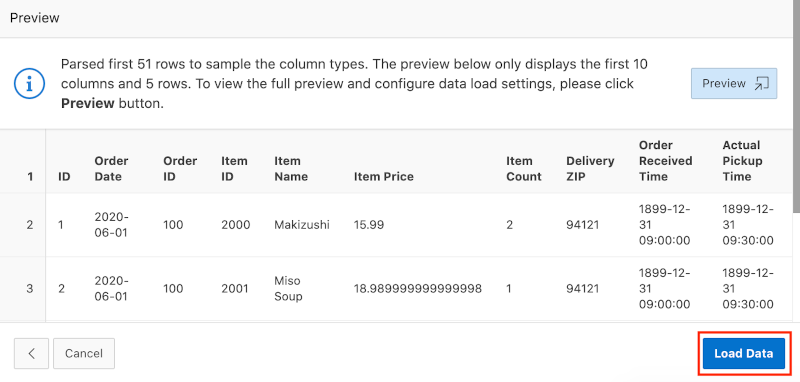 Preview
Parsed first 51 rows to sample the column types. The preview below only displays the first 10
columns and 5 rows. To view the full preview and configure data load settings, please click
Preview button.
Preview
1 ID Order Date Order ID Item ID Item Name Item Price Item Count Delivery ZIP Order Received Time Actual Pickup Time
2 1 2020-06-01 100 2000 Makizushi 15.99 2 94121 1899-12-31 09:00:00 1899-12-31 09:30:00
3 2 2020-06-01 100 2001 Miso Soup 18.989999999999998 1 94121 1899-12-31 09:00:00 1899-12-31 09:30:00
Cancel
Load Data